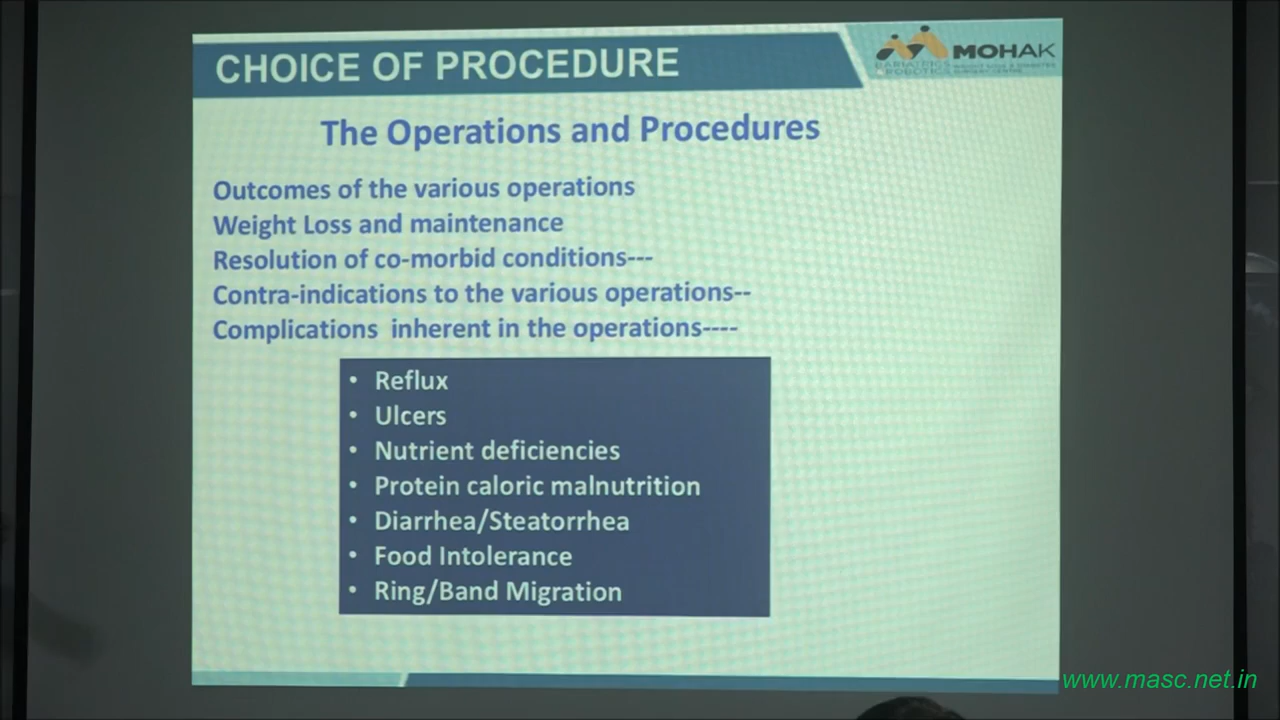 CHOICE OF PROCEDURE
MOHAK
BARIATRICS
& ROBOTICS
The Operations and Procedures
Outcomes of the various operations
Weight Loss and maintenance
Resolution of co-morbid conditions---
Contra-indications to the various operations--
Complications inherent in the operations----
• Reflux
• Ulcers
• Nutrient deficiencies
• Protein caloric malnutrition
• Diarrhea/Steatorrhea
• Food Intolerance
• Ring/Band Migration
www.masc.net.in